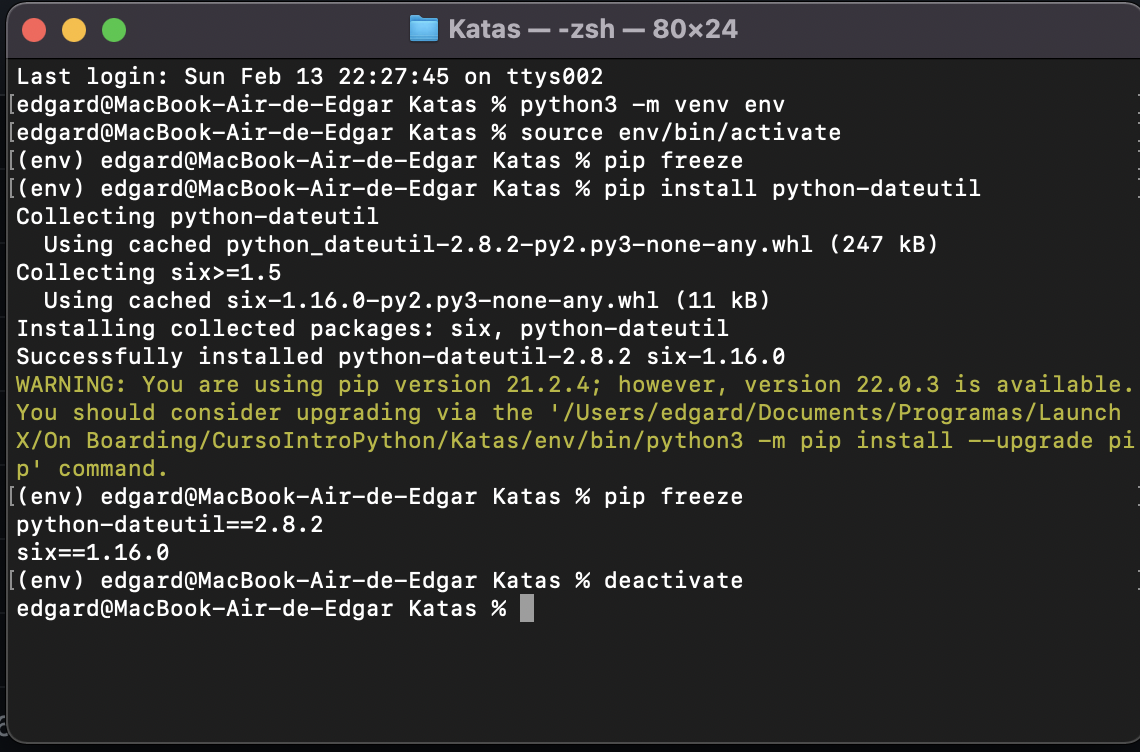 Katas — -zsh — 80×24
Last login: Sun Feb 13 22:27:45 on ttys002
[edgard@MacBook-Air-de-Edgar Katas % python3 -m venv env
[edgard@MacBook-Air-de-Edgar Katas % source env/bin/activate
[(env) edgard@MacBook-Air-de-Edgar Katas % pip freeze
[(env) edgard@MacBook-Air-de-Edgar Katas % pip install python-dateutil
Collecting python-dateutil
  Using cached python_dateutil-2.8.2-py2.py3-none-any.whl (247 kB)
Collecting six>=1.5
  Using cached six-1.16.0-py2.py3-none-any.whl (11 kB)
Installing collected packages: six, python-dateutil
Successfully installed python-dateutil-2.8.2 six-1.16.0
WARNING: You are using pip version 21.2.4; however, version 22.0.3 is available.
You should consider upgrading via the '/Users/edgard/Documents/Programas/Launch
X/On Boarding/CursoIntroPython/Katas/env/bin/python3 -m pip install --upgrade pi
p' command.
[(env) edgard@MacBook-Air-de-Edgar Katas % pip freeze
python-dateutil==2.8.2
six==1.16.0
[(env) edgard@MacBook-Air-de-Edgar Katas % deactivate
edgard@MacBook-Air-de-Edgar Katas %